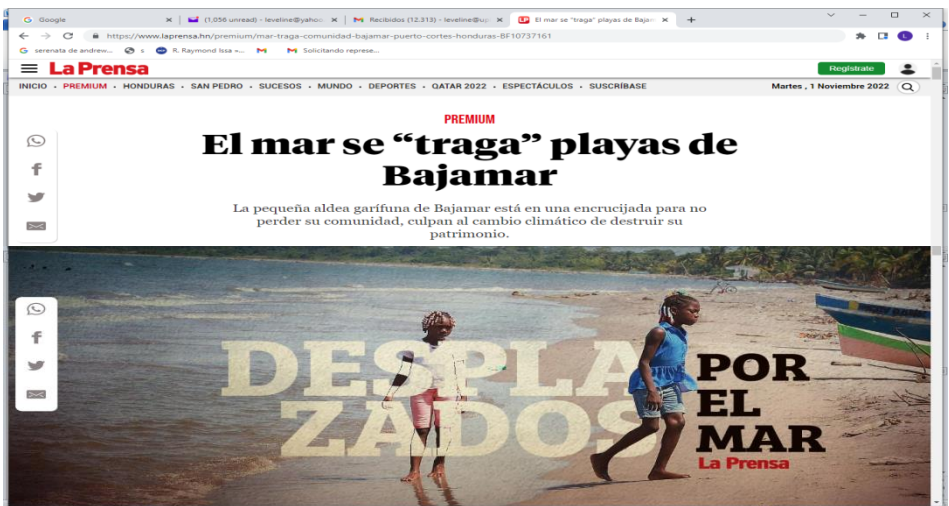 Google
(1,056 unread) - leveline@yahoo
Recibidos (12.313) - leveline@up
El mar se "traga" playas de Bajam
https://www.laprensa.hn/premium/mar-traga-comunidad-bajamar-puerto-cortes-honduras-BF10737161
serenata de andrew...
s
R. Raymond Issa »...
Solicitando represe...
La Prensa
Regístrate
INICIO • PREMIUM • HONDURAS • SAN PEDRO • SUCESOS • MUNDO • DEPORTES • QATAR 2022 • ESPECTÁCULOS • SUSCRÍBASE
Martes , 1 Noviembre 2022
PREMIUM
El mar se “traga” playas de
Bajamar
La pequeña aldea garífuna de Bajamar está en una encrucijada para no
perder su comunidad, culpan al cambio climático de destruir su
patrimonio.
DESPLA
ZADOS
POR
EL
MAR
La Prensa